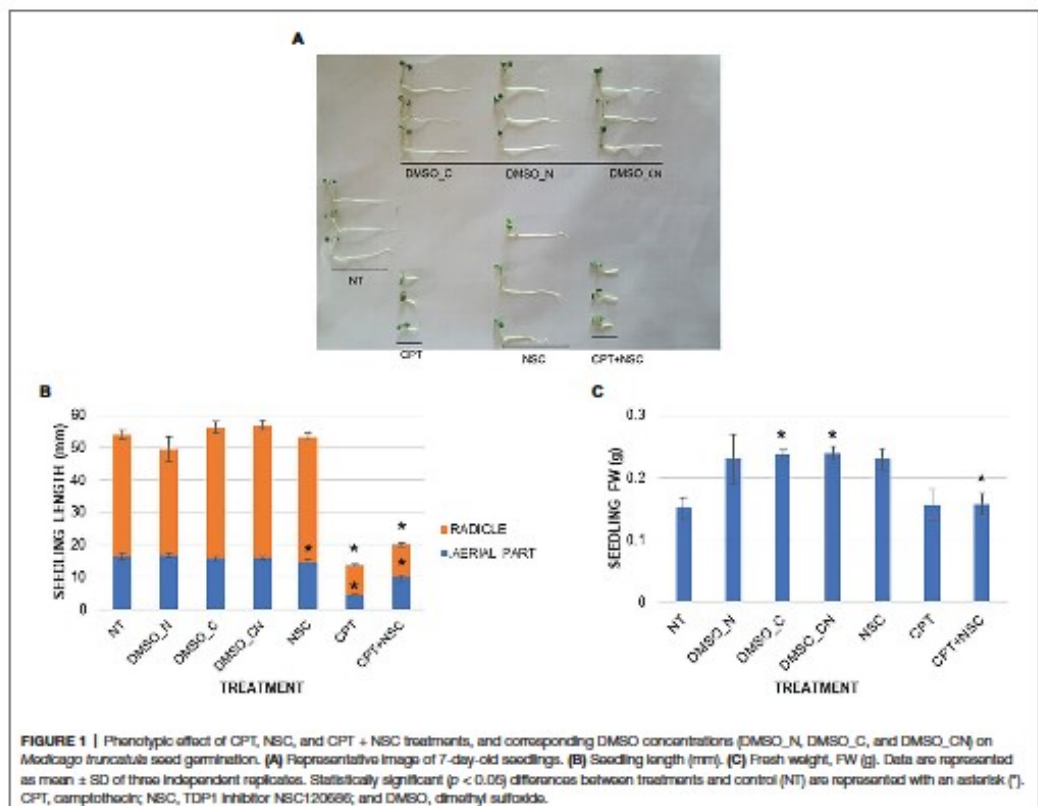 A
DMSO_C DMSO_N DMSO_CN
NT
CPT NSC CPT+NSC
B
60
50
40
30
20
10
0
SEEDLING LENGTH (mm)
* * * * *
RADICLE
AERIAL PART
NT DMSO_N DMSO_C DMSO_CN NSC CPT CPT+NSC
TREATMENT
C
0.3
0.2
0.1
0
SEEDLING FW (g)
* * *
NT DMSO_N DMSO_C DMSO_CN NSC CPT CPT+NSC
TREATMENT
FIGURE 1 | Phenotypic effect of CPT, NSC, and CPT + NSC treatments, and corresponding DMSO concentrations (DMSO_N, DMSO_C, and DMSO_CN) on
Medicago truncatula seed germination. (A) Representative image of 7-day-old seedlings. (B) Seedling length (mm). (C) Fresh weight, FW (g). Data are represented
as mean ± SD of three independent replicates. Statistically significant (p < 0.05) differences between treatments and control (NT) are represented with an asterisk (*).
CPT, camptothecin; NSC, TDP1 inhibitor NSC120686; and DMSO, dimethyl sulfoxide.